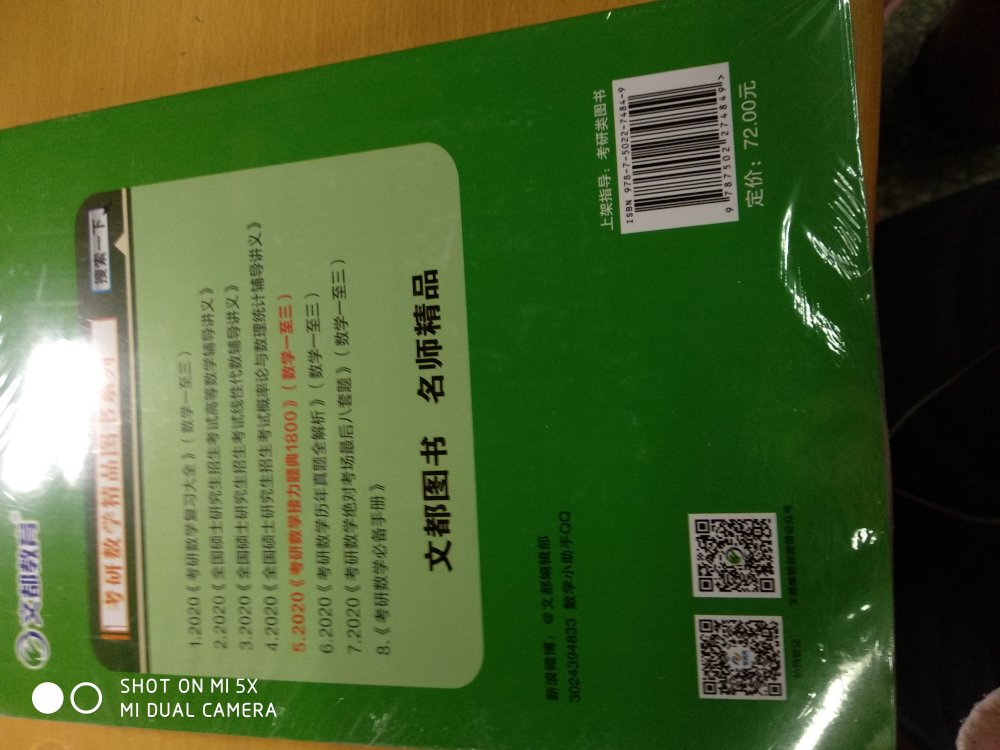 文都教育
考研数学精品图书系列
搜索一下
1.2020《考研数学复习大全》（数学一至三）
2.2020《全国硕士研究生招生考试高等数学辅导讲义》
3.2020《全国硕士研究生招生考试线性代数辅导讲义》
4.2020《全国硕士研究生招生考试概率论与数理统计辅导讲义》
5.2020《考研数学接力题典1800》（数学一至三）
6.2020《考研数学历年真题全解析》（数学一至三）
7.2020《考研数学绝对考场最后八套题》（数学一至三）
8.《考研数学必备手册》
文都图书 名师精品
新浪微博：@文都编辑部
3024394833 数学小助手QQ
上架指导：考研类图书
ISBN 978-7-5022-7484-9
9 787502 274849 >
定价：72.00元
SHOT ON MI 5X
MI DUAL CAMERA